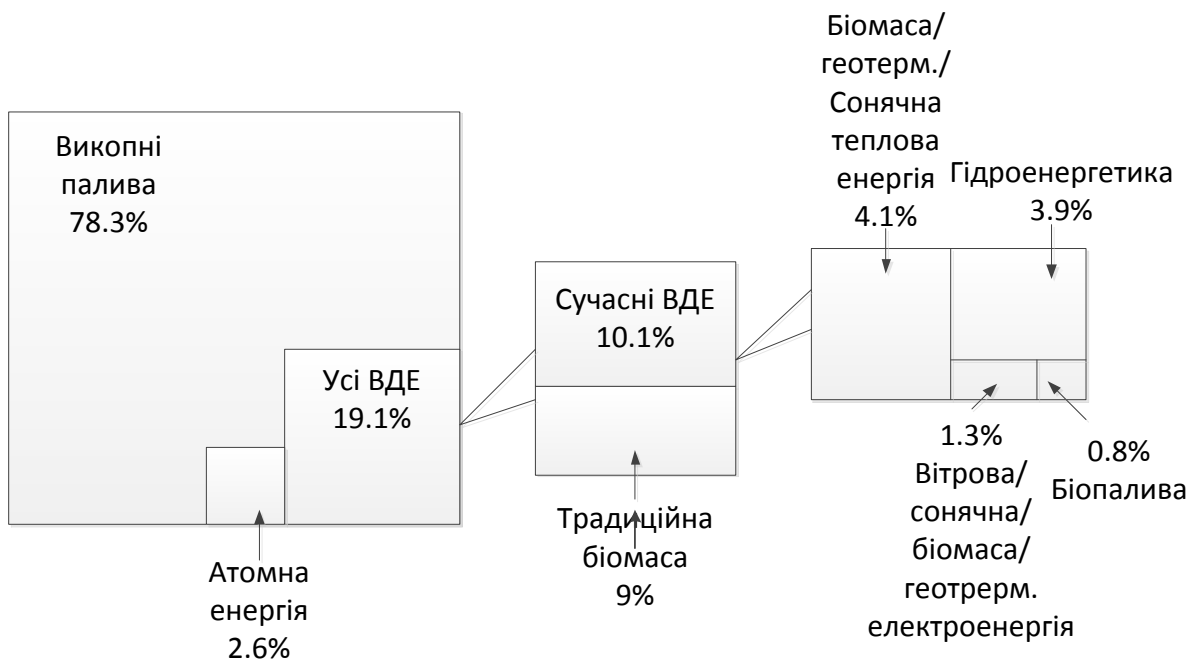 Викопні
палива
78.3%
Усі ВДЕ
19.1%
Атомна
енергія
2.6%
Сучасні ВДЕ
10.1%
Традиційна
біомаса
9%
Біомаса/
геотерм./
Сонячна
теплова
енергія
4.1%
Гідроенергетика
3.9%
1.3%
Вітрова/
сонячна/
біомаса/
геотрерм.
електроенергія
0.8%
Біопалива